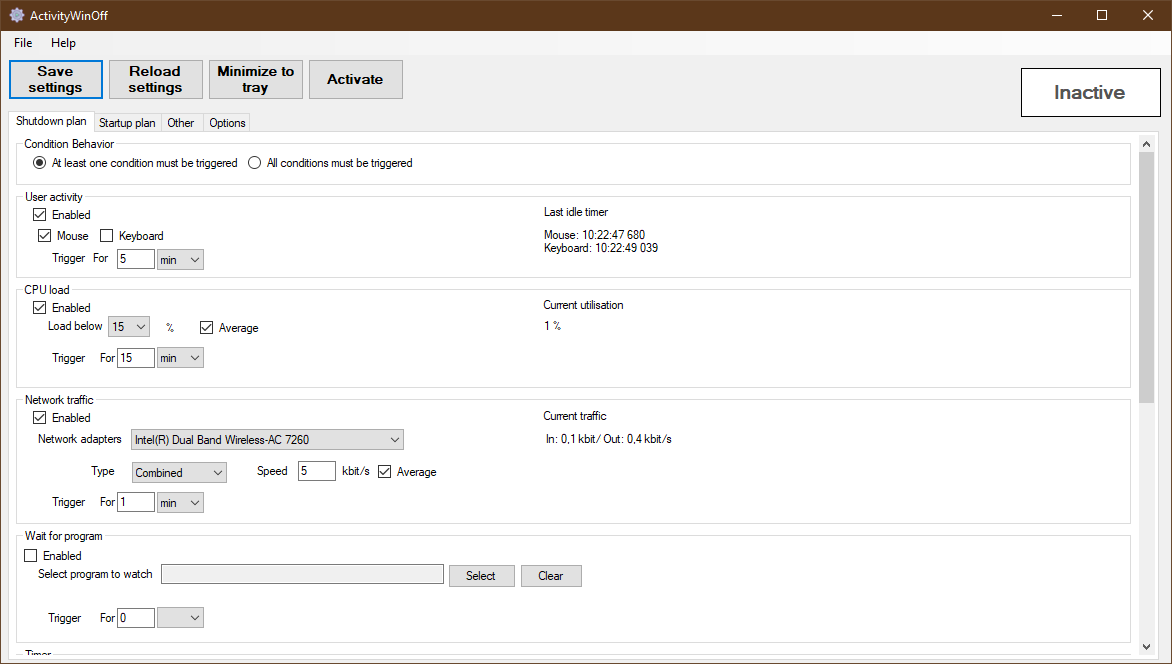 ActivityWinOff
File Help
Save settings
Reload settings
Minimize to tray
Activate
Inactive
Shutdown plan Startup plan Other Options
Condition Behavior
At least one condition must be triggered All conditions must be triggered
User activity
Enabled
Last idle timer
Mouse Keyboard
Mouse: 10:22:47 680
Keyboard: 10:22:49 039
Trigger For 5 min
CPU load
Enabled
Current utilisation
Load below 15 % Average
1 %
Trigger For 15 min
Network traffic
Enabled
Current traffic
Network adapters Intel(R) Dual Band Wireless-AC 7260
In: 0,1 kbit/ Out: 0,4 kbit/s
Type Combined Speed 5 kbit/s Average
Trigger For 1 min
Wait for program
Enabled
Select program to watch Select Clear
Trigger For 0
Timer